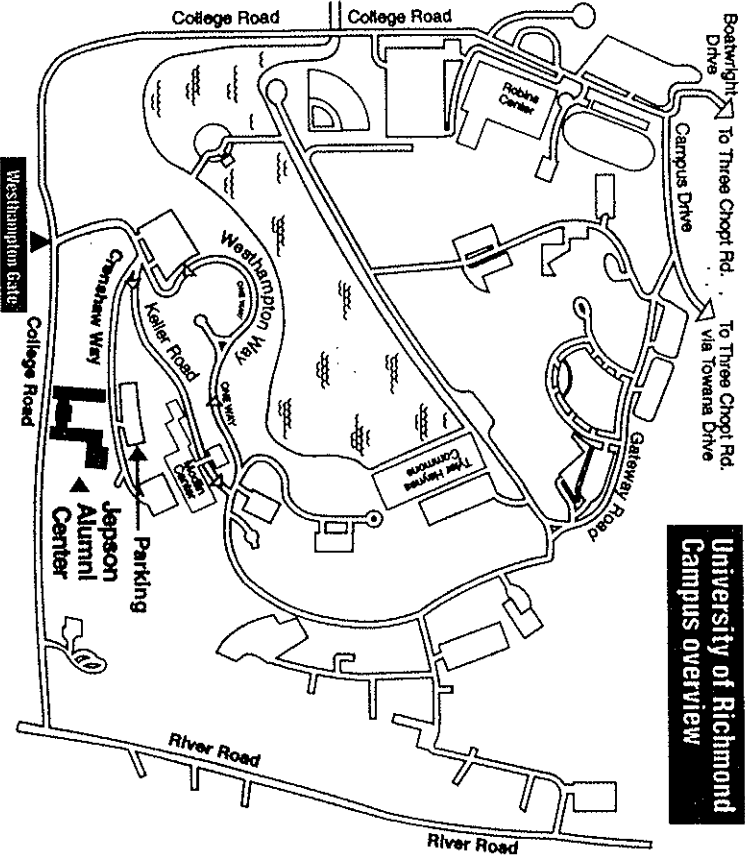 University of Richmond
Campus overview
Boatwright
Drive
To Three Chopt Rd.
To Three Chopt Rd.
via Towana Drive
Campus Drive
College Road
College Road
Robins
Center
Gateway Road
Westhampton Way
ONE WAY
ONE WAY
Tyler Haynes
Commons
Westhampton Gate
Crenshaw Way
Keller Road
Modlin
Center
College Road
Parking
Jepson
Alumni
Center
River Road
River Road